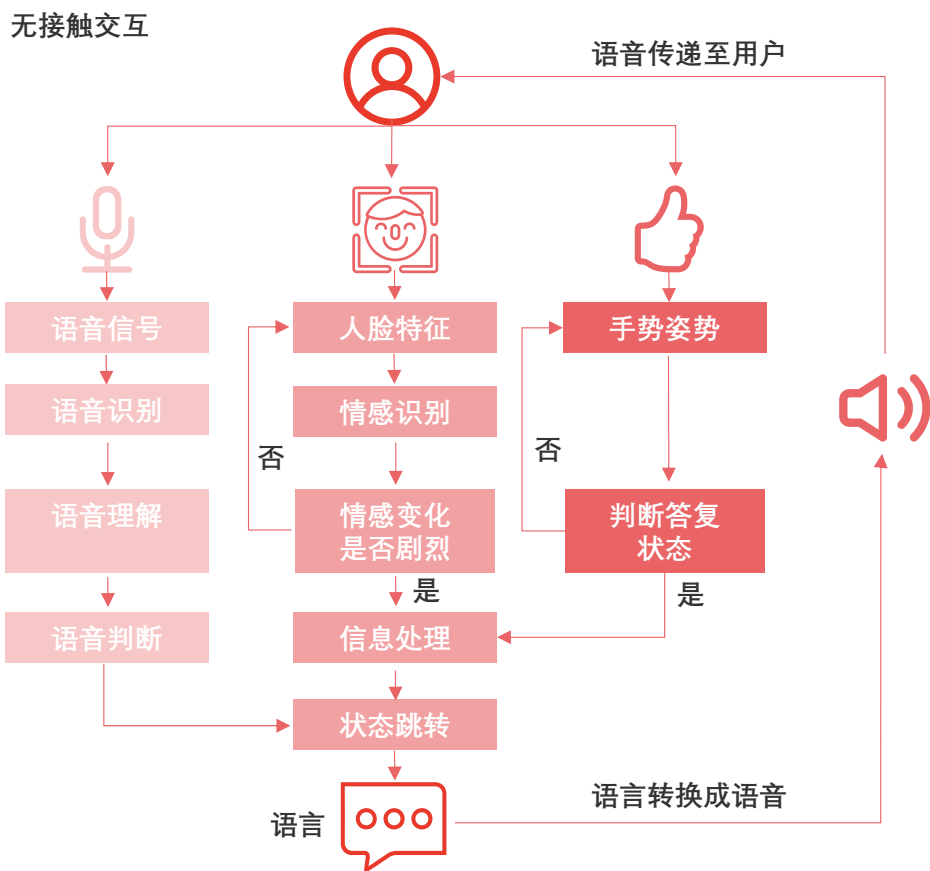 无接触交互
语音传递至用户
语音信号
人脸特征
手势姿势
语音识别
情感识别
否
否
语音理解
情感变化
是否剧烈
判断答复
状态
是
是
语音判断
信息处理
状态跳转
语言
语言转换成语音